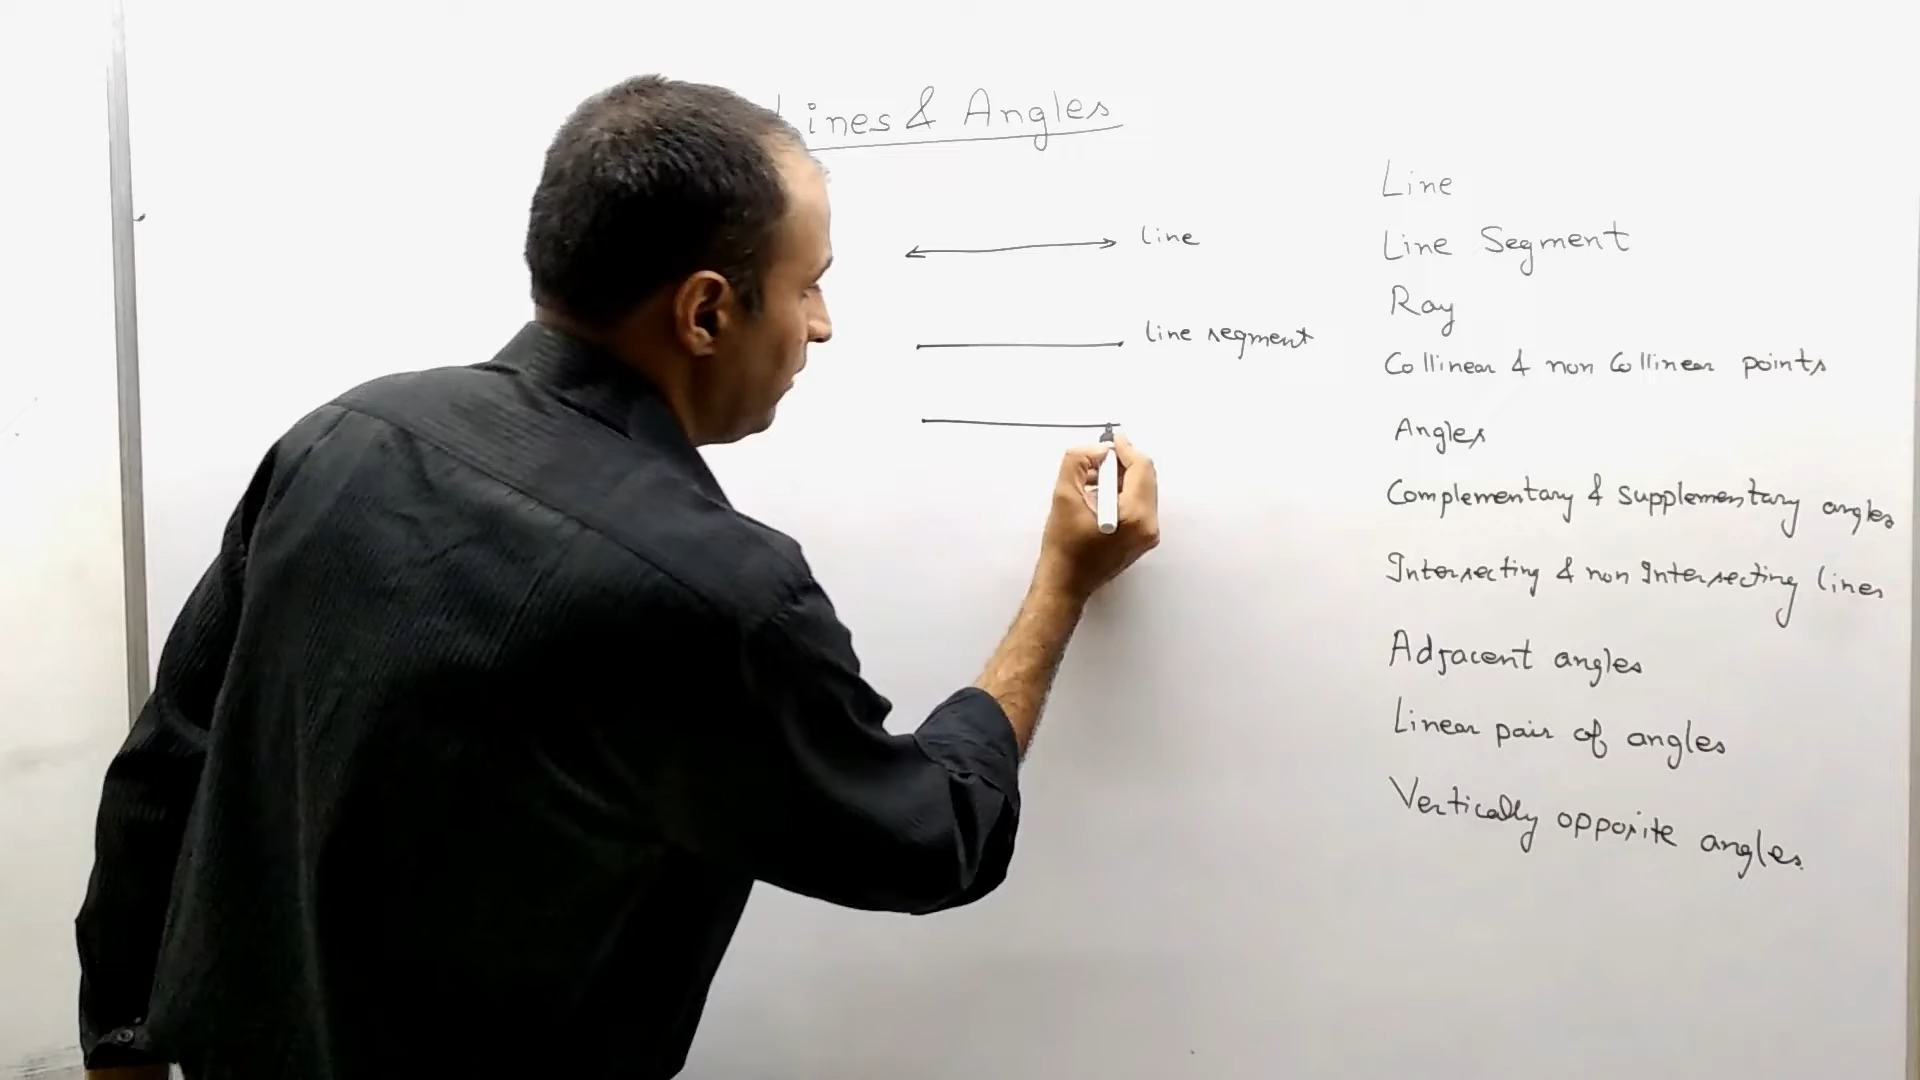 Lines & Angles
line
line segment
Line
Line Segment
Ray
Collinear & non Collinear points
Angles
Complementary & supplementary angles
Intersecting & non Intersecting lines
Adjacent angles
Linear pair of angles
Vertically opposite angles